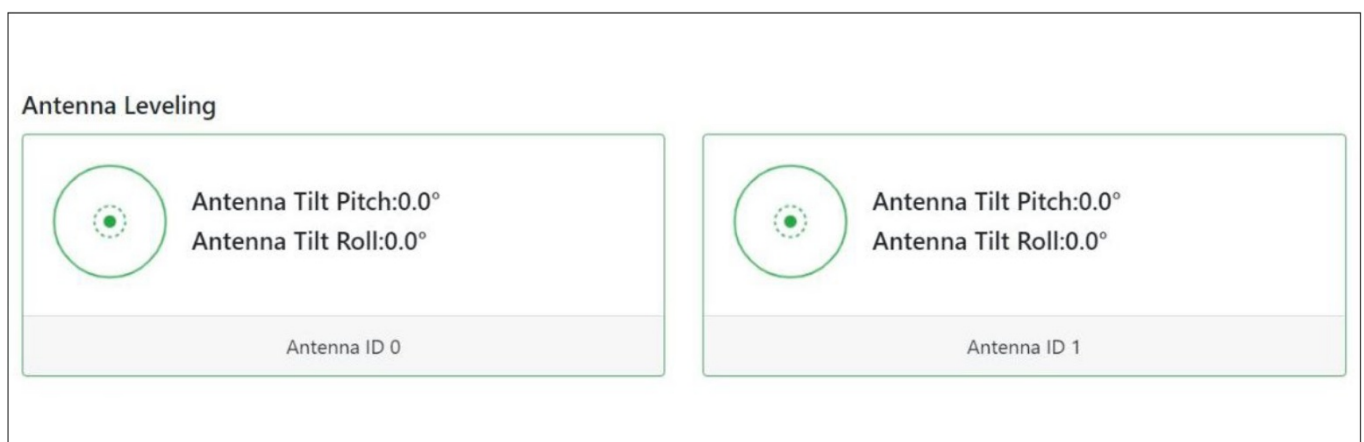 Antenna Leveling
Antenna Tilt Pitch:0.0°
Antenna Tilt Roll:0.0°
Antenna ID 0
Antenna Tilt Pitch:0.0°
Antenna Tilt Roll:0.0°
Antenna ID 1